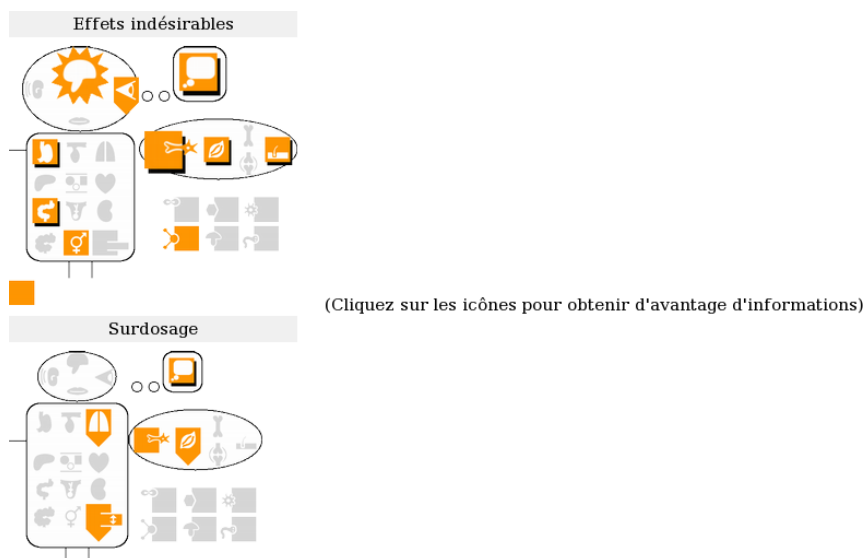 Effets indésirables
(Cliquez sur les icônes pour obtenir d'avantage d'informations)
Surdosage